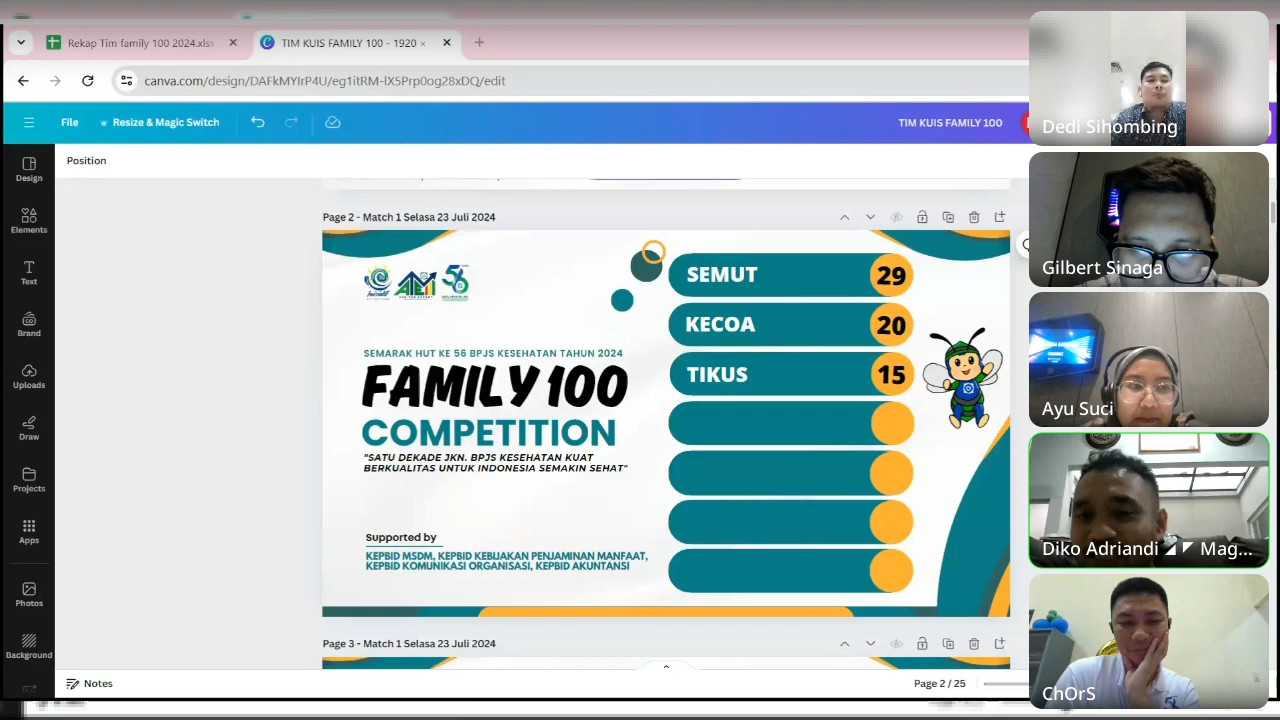 Rekap Tim family 100 2024.xls
TIM KUIS FAMILY 100 - 1920 ×
canva.com/design/DAFkMYIrP4U/eg1itRM-lX5Pra0og28xDQ/edit
File
Resize & Magic Switch
TIM KUIS FAMILY 100
Position
Design
Elements
Text
Brand
Uploads
Draw
Projects
Apps
Photos
Background
Page 2 - Match 1 Selasa 23 Juli 2024
56
SEMARAK HUT KE 56 BPJS KESEHATAN TAHUN 2024
FAMILY 100
COMPETITION
"SATU DEKADE JKN. BPJS KESEHATAN KUAT
BERKUALITAS UNTUK INDONESIA SEMAKIN SEHAT"
Supported by
KEPBID MSDM, KEPBID KEBIJAKAN PENJAMINAN MANFAAT,
KEPBID KOMUNIKASI ORGANISASI, KEPBID AKUNTANSI
SEMUT 29
KECOA 20
TIKUS 15
Page 3 - Match 1 Selasa 23 Juli 2024
Notes
Page 2 / 25
Dedi Sihombing
Gilbert Sinaga
Ayu Suci
Diko Adriandi ◢ ◤ Mag...
ChOrS